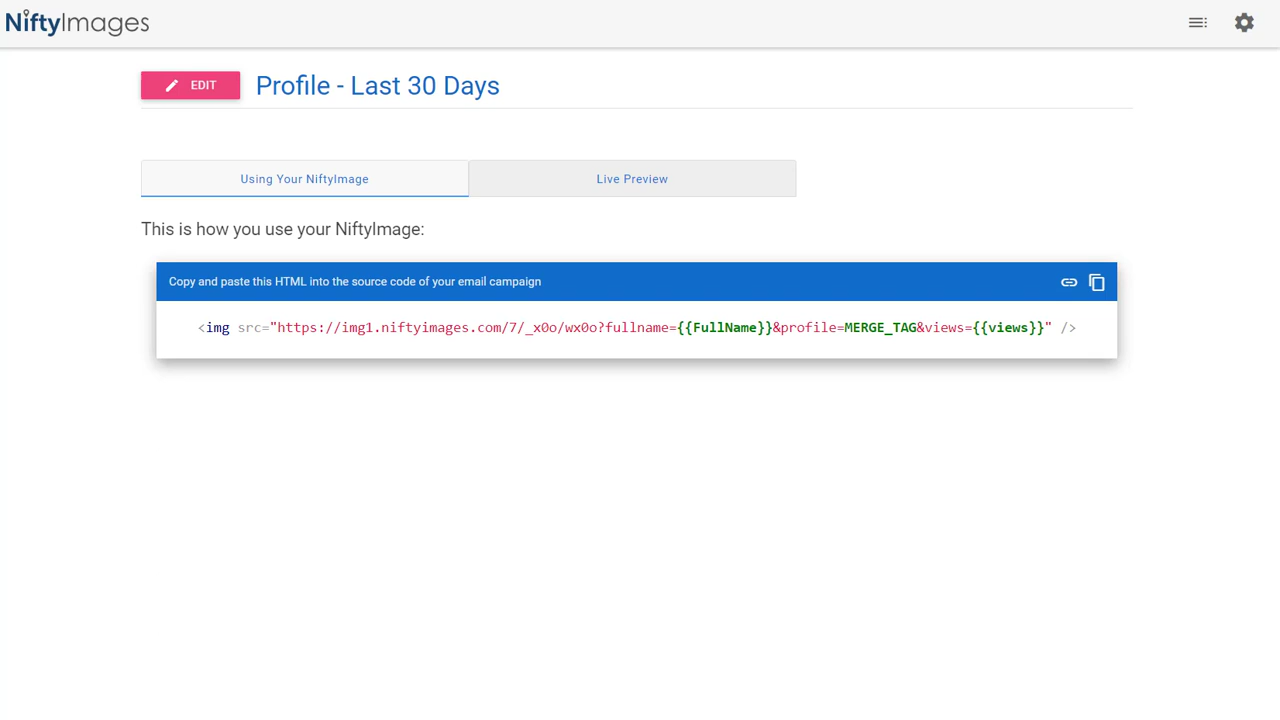 NiftyImages
EDIT
Profile - Last 30 Days
Using Your NiftyImage
Live Preview
This is how you use your NiftyImage:
Copy and paste this HTML into the source code of your email campaign
<img src="https://img1.niftyimages.com/7/_x0o/wx0o?fullname={{FullName}}&profile=MERGE_TAG&views={{views}}" />